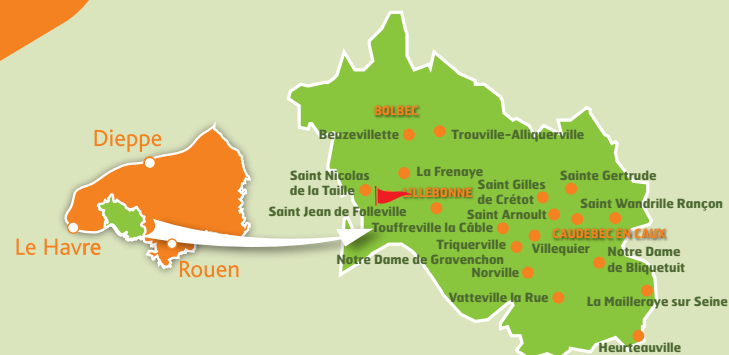 Dieppe
Le Havre
Rouen
BOLBEC
Beuzevillette
Trouville-Alliquerville
La Frenaye
Saint Nicolas
de la Taille
LILLEBONNE
Saint Jean de Folleville
Saint Gilles
de Crétot
Sainte Gertrude
Saint Wandrille Rançon
Saint Arnoult
Touffreville la Câble
CAUDEBEC EN CAUX
Triquerville
Villequier
Notre Dame de Gravenchon
Notre Dame
de Bliquetuit
Norville
Vatteville la Rue
La Mailleraye sur Seine
Heurteauville